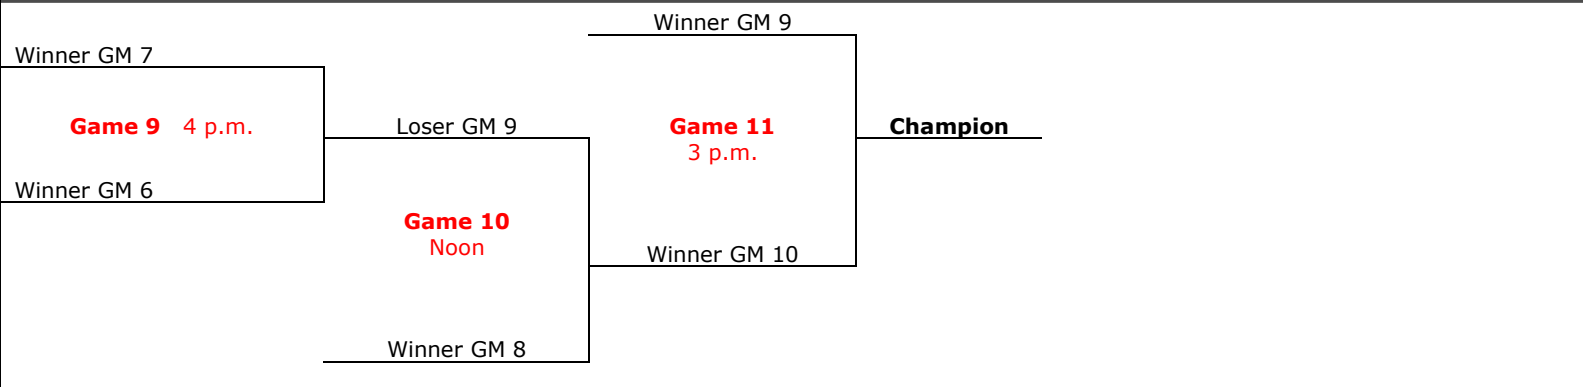 Winner GM 9
Winner GM 7
Game 9 4 p.m.
Loser GM 9
Game 11
3 p.m.
Champion
Winner GM 6
Game 10
Noon
Winner GM 10
Winner GM 8